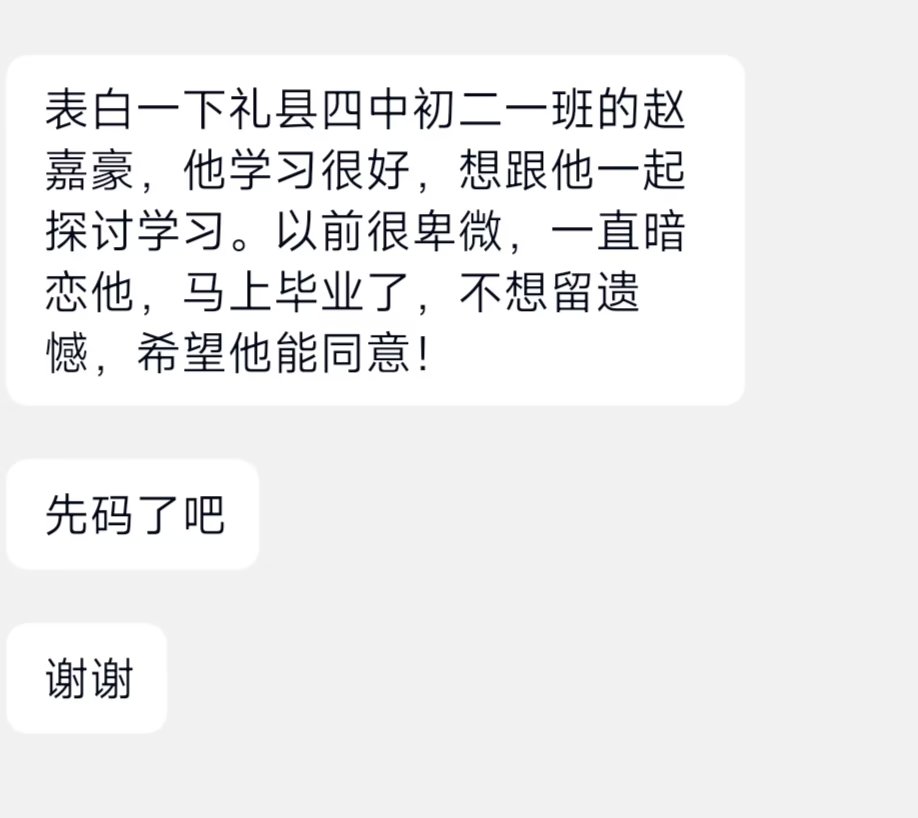 表白一下礼县四中初二一班的赵
嘉豪，他学习很好，想跟他一起
探讨学习。以前很卑微，一直暗
恋他，马上毕业了，不想留遗
憾，希望他能同意！
先码了吧
谢谢